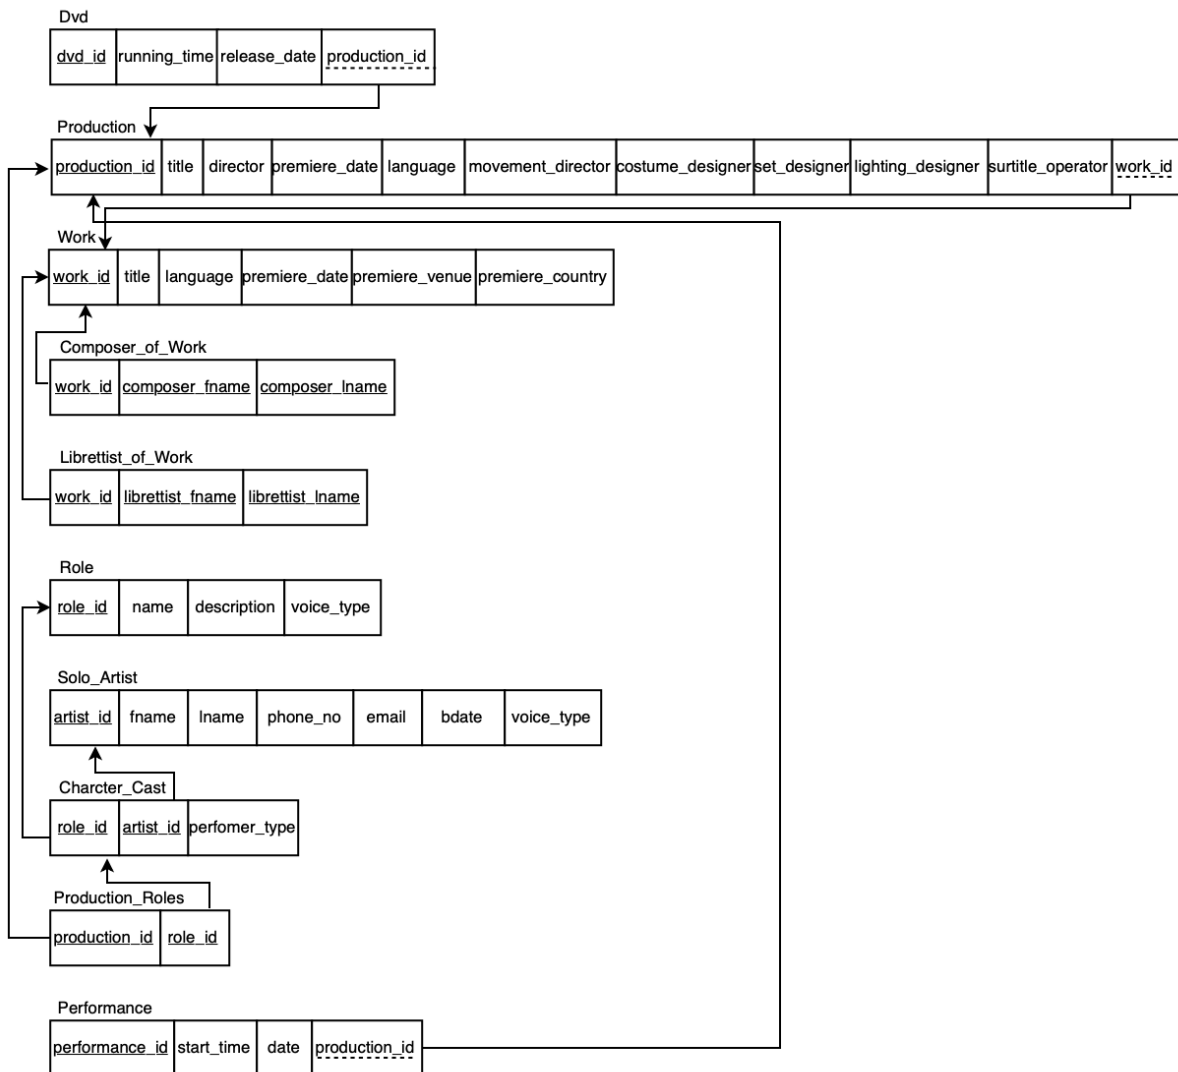 Dvd
dvd_id running_time release_date production_id
Production
production_id title director premiere_date language movement_director costume_designer set_designer lighting_designer surtitle_operator work_id
Work
work_id title language premiere_date premiere_venue premiere_country
Composer_of_Work
work_id composer_fname composer_lname
Librettist_of_Work
work_id librettist_fname librettist_lname
Role
role_id name description voice_type
Solo_Artist
artist_id fname lname phone_no email bdate voice_type
Charcter_Cast
role_id artist_id perfomer_type
Production_Roles
production_id role_id
Performance
performance_id start_time date production_id